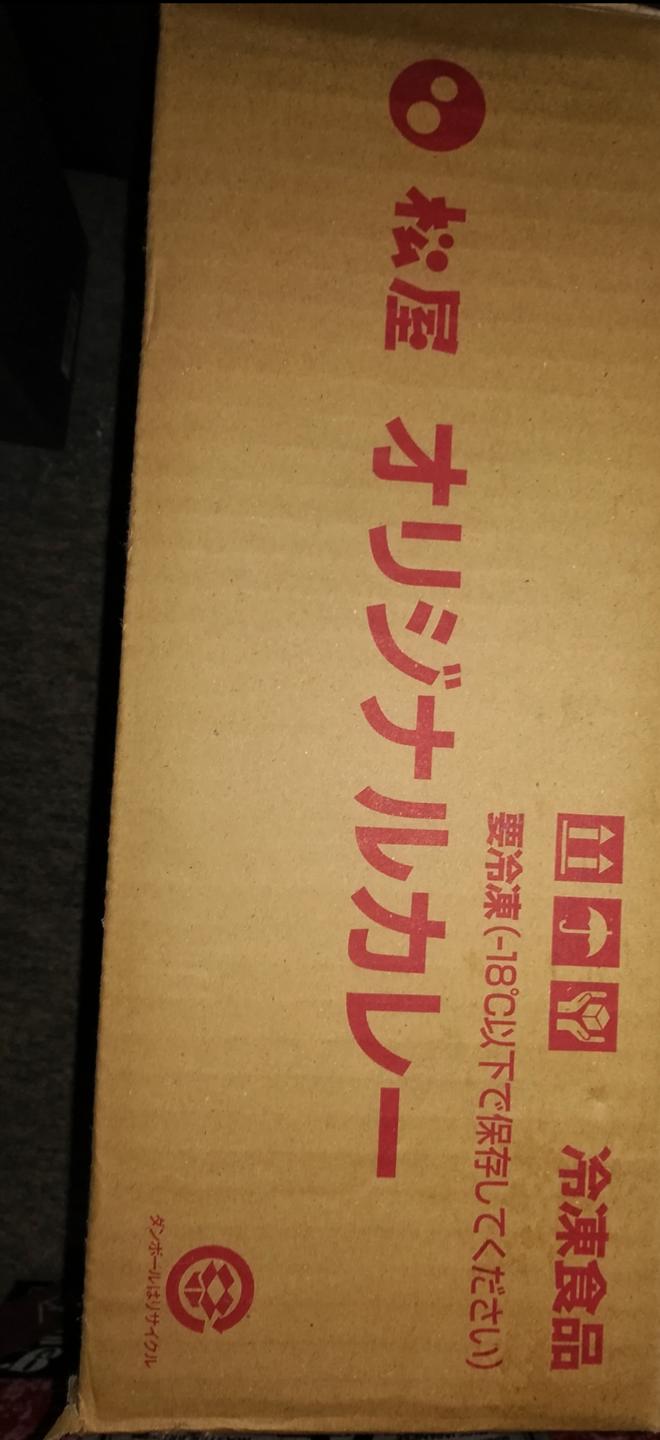 冷凍食品
要冷凍(-18℃以下で保存してください)
松屋 オリジナルカレー
ダンボールはリサイクル